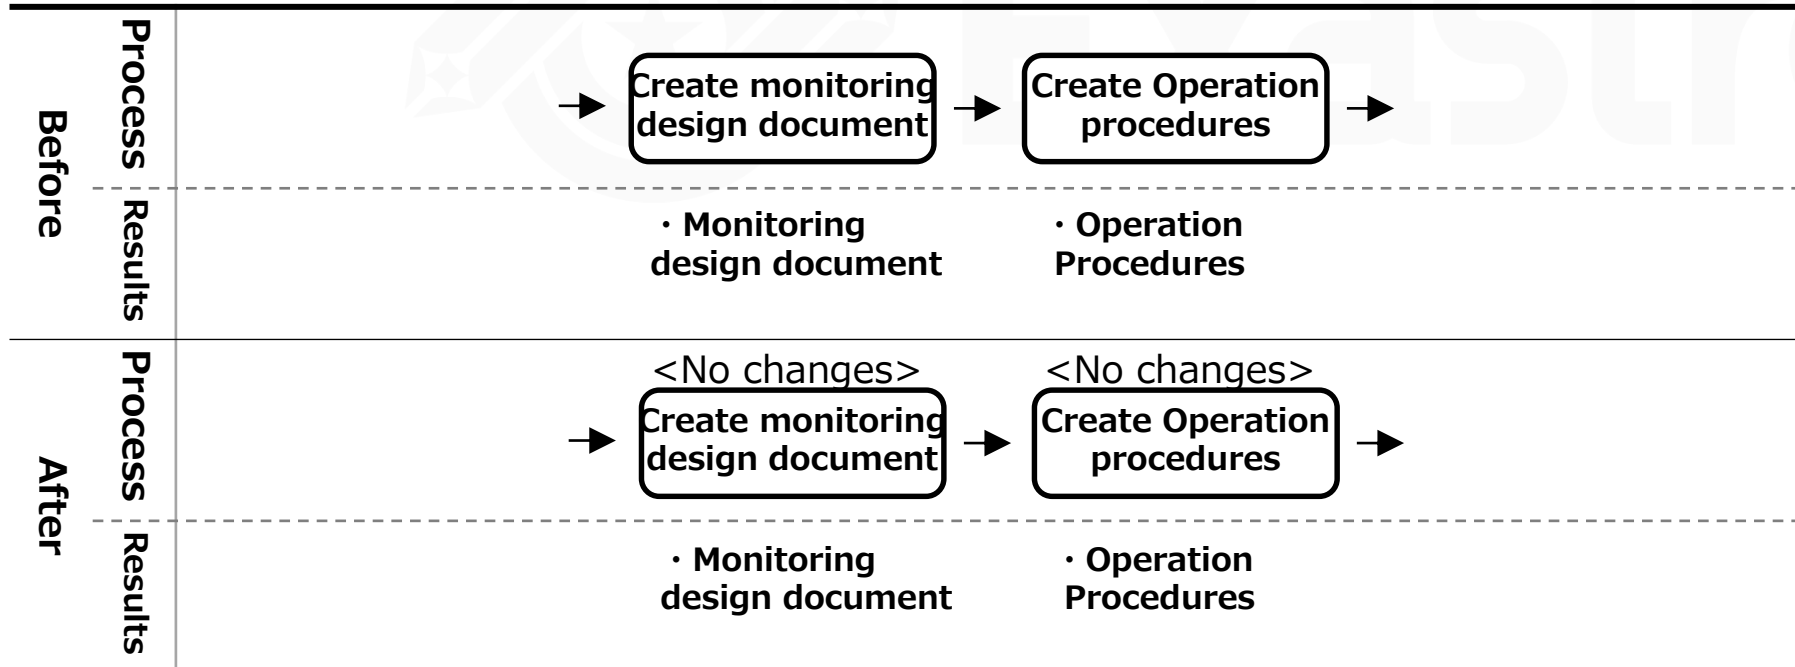 Before
Process
Create monitoring
design document
Create Operation
procedures
Results
・Monitoring
design document
・Operation
Procedures
After
Process
<No changes>
Create monitoring
design document
<No changes>
Create Operation
procedures
Results
・Monitoring
design document
・Operation
Procedures